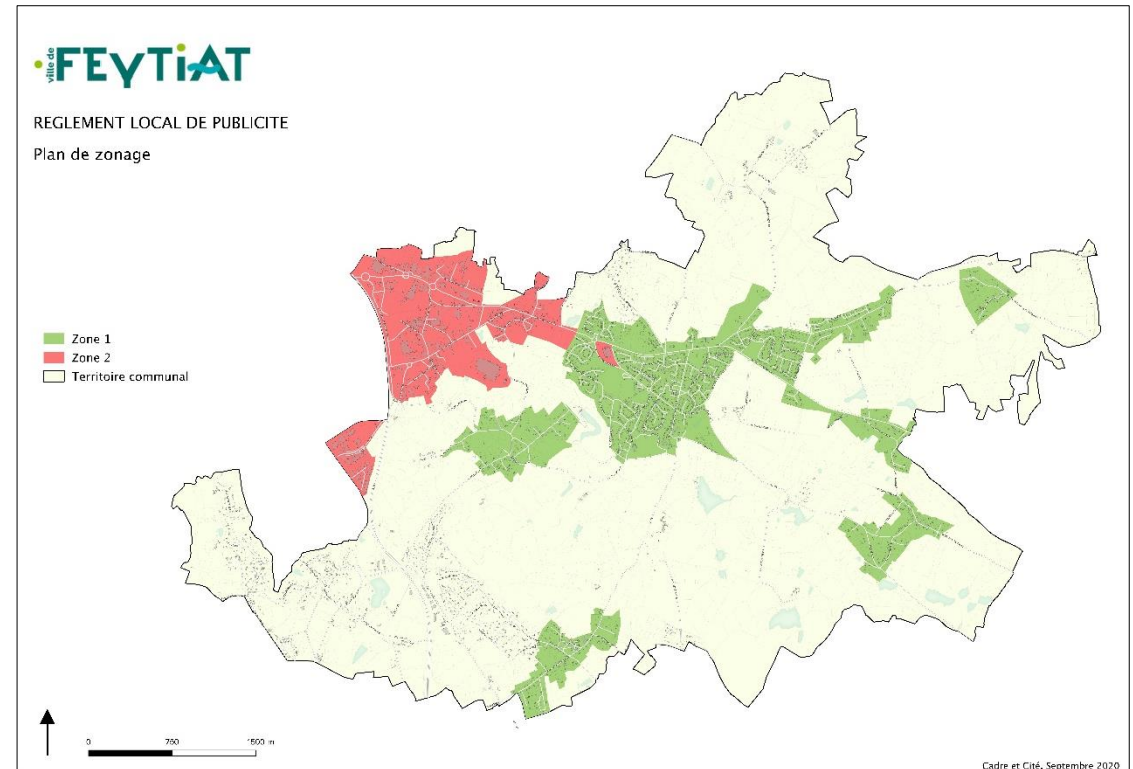 ville de
FEYTiAT
REGLEMENT LOCAL DE PUBLICITE
Plan de zonage
Zone 1
Zone 2
Territoire communal
0 750 1500 m
Cadre et Cité, Septembre 2020